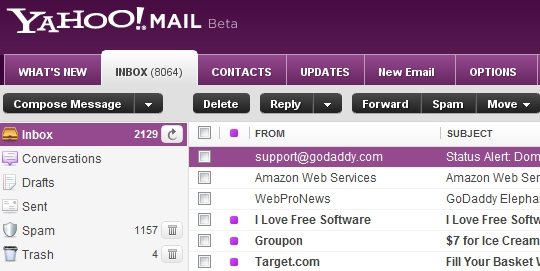 YAHOO! MAIL Beta
WHAT'S NEW INBOX (8064) CONTACTS UPDATES New Email OPTIONS
Compose Message Delete Reply Forward Spam Move
Inbox 2129 FROM SUBJECT
Conversations support@godaddy.com Status Alert: Dom
Drafts Amazon Web Services Amazon Web Servic
Sent WebProNews GoDaddy Elepha
Spam 1157 I Love Free Software I Love Free Softwar
Trash 4 Groupon $7 for Ice Cream
Target.com Fill Your Basket W